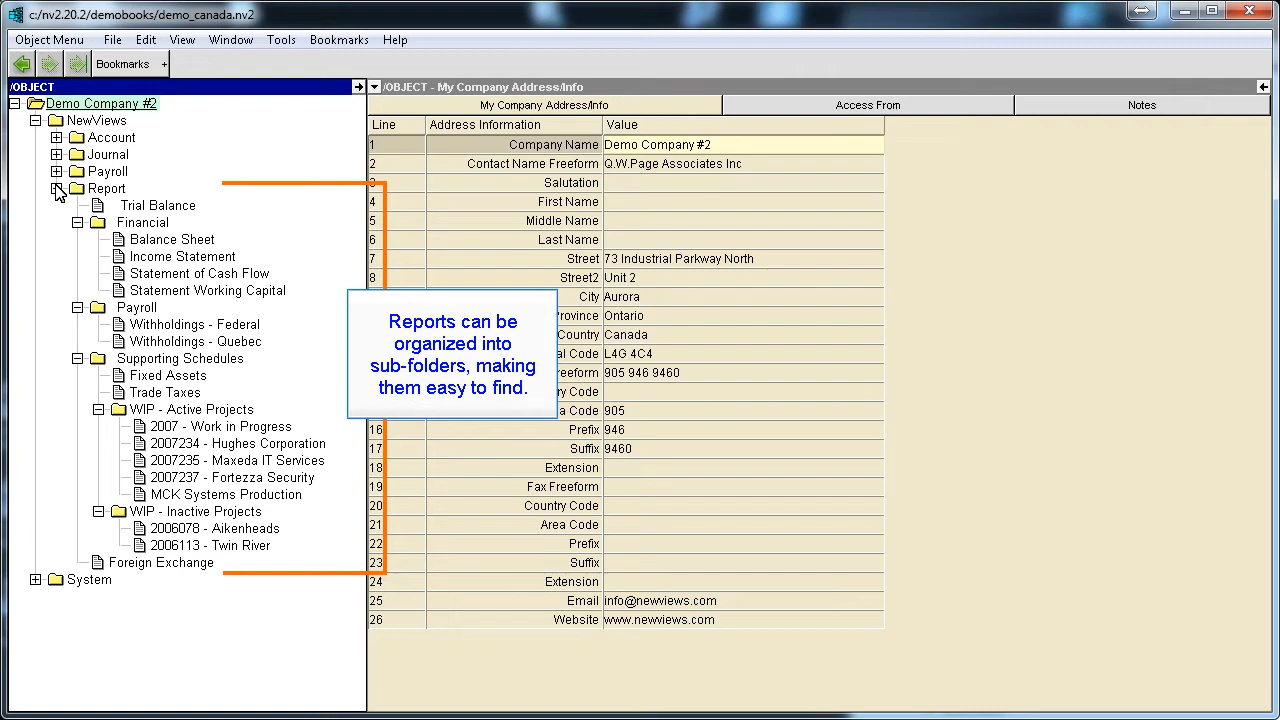 c:/nv2.20.2/demobooks/demo_canada.nv2
Object Menu File Edit View Window Tools Bookmarks Help
Bookmarks +
/OBJECT
Demo Company #2
NewViews
Account
Journal
Payroll
Report
Trial Balance
Financial
Balance Sheet
Income Statement
Statement of Cash Flow
Statement Working Capital
Payroll
Withholdings - Federal
Withholdings - Quebec
Supporting Schedules
Fixed Assets
Trade Taxes
WIP - Active Projects
2007 - Work in Progress
2007234 - Hughes Corporation
2007235 - Maxeda IT Services
2007237 - Fortezza Security
MCK Systems Production
WIP - Inactive Projects
2006078 - Aikenheads
2006113 - Twin River
Foreign Exchange
System
Reports can be
organized into
sub-folders, making
them easy to find.
/OBJECT - My Company Address/Info
My Company Address/Info Access From Notes
Line Address Information Value
1 Company Name Demo Company #2
2 Contact Name Freeform Q.W.Page Associates Inc
3 Salutation
4 First Name
5 Middle Name
6 Last Name
7 Street 73 Industrial Parkway North
8 Street2 Unit 2
City Aurora
Province Ontario
Country Canada
al Code L4G 4C4
eform 905 946 9460
ry Code
a Code 905
16 Prefix 946
17 Suffix 9460
18 Extension
19 Fax Freeform
20 Country Code
21 Area Code
22 Prefix
23 Suffix
24 Extension
25 Email info@newviews.com
26 Website www.newviews.com